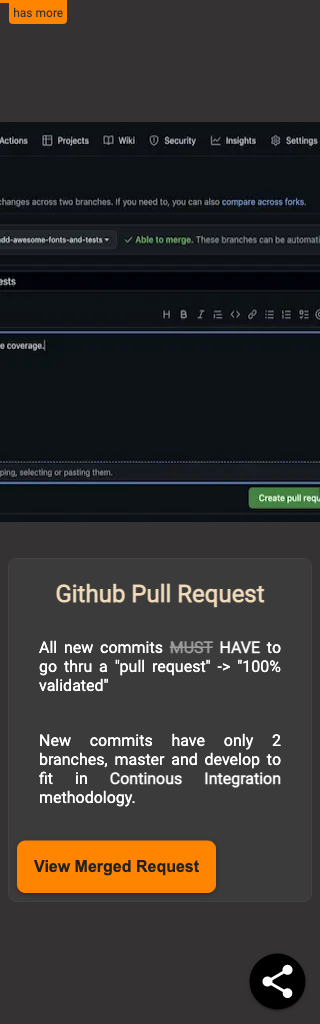 has more
Actions Projects Wiki Security Insights Settings
changes across two branches. If you need to, you can also compare across forks.
add-awesome-fonts-and-tests Able to merge. These branches can be automati
ests
H B I
e coverage.
ping, selecting or pasting them.
Create pull requ
Github Pull Request
All new commits MUST HAVE to
go thru a "pull request" -> "100%
validated"
New commits have only 2
branches, master and develop to
fit in Continous Integration
methodology.
View Merged Request